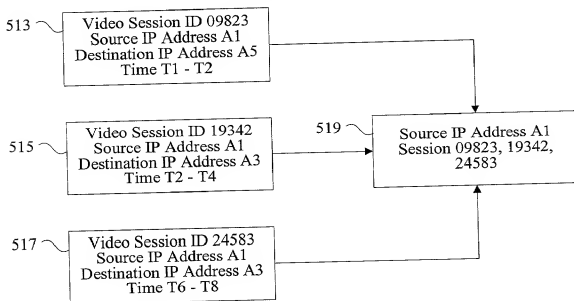 513
Video Session ID 09823
Source IP Address A1
Destination IP Address A5
Time T1 - T2
515
Video Session ID 19342
Source IP Address A1
Destination IP Address A3
Time T2 - T4
517
Video Session ID 24583
Source IP Address A1
Destination IP Address A3
Time T6 - T8
519
Source IP Address A1
Session 09823, 19342,
24583